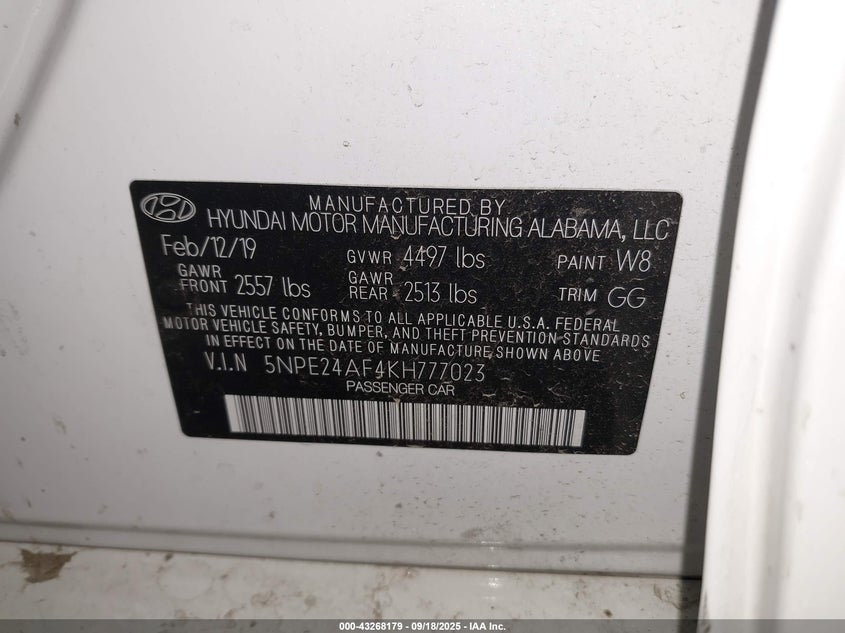 MANUFACTURED BY
HYUNDAI MOTOR MANUFACTURING ALABAMA, LLC
Feb/12/19 GVWR 4497 lbs PAINT W8
GAWR FRONT 2557 lbs GAWR REAR 2513 lbs TRIM GG
THIS VEHICLE CONFORMS TO ALL APPLICABLE U.S.A. FEDERAL
MOTOR VEHICLE SAFETY, BUMPER, AND THEFT PREVENTION STANDARDS
IN EFFECT ON THE DATE OF MANUFACTURE SHOWN ABOVE
V.I.N 5NPE24AF4KH777023
PASSENGER CAR
000-43268179 - 09/18/2025 - IAA Inc.